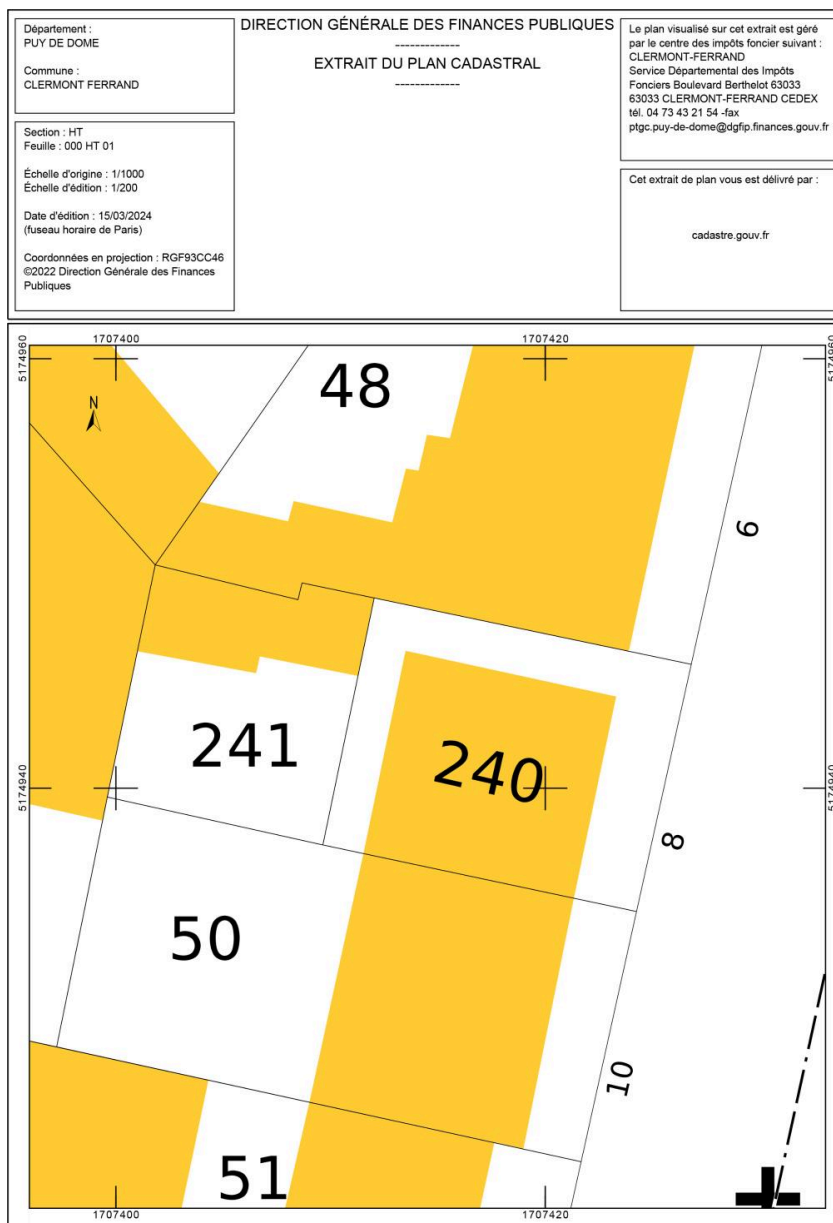 Département :
PUY DE DOME
Commune :
CLERMONT FERRAND
Section : HT
Feuille : 000 HT 01
Échelle d'origine : 1/1000
Échelle d'édition : 1/200
Date d'édition : 15/03/2024
(fuseau horaire de Paris)
Coordonnées en projection : RGF93CC46
©2022 Direction Générale des Finances
Publiques
DIRECTION GÉNÉRALE DES FINANCES PUBLIQUES
-------------
EXTRAIT DU PLAN CADASTRAL
-------------
Le plan visualisé sur cet extrait est géré
par le centre des impôts foncier suivant :
CLERMONT-FERRAND
Service Départemental des Impôts
Fonciers Boulevard Berthelot 63033
63033 CLERMONT-FERRAND CEDEX
tél. 04 73 43 21 54 -fax
ptgc.puy-de-dome@dgfip.finances.gouv.fr
Cet extrait de plan vous est délivré par :
cadastre.gouv.fr
1707400
1707420
5174960
5174960
N
48
6
241
240
5174940
5174940
8
50
10
51
1707400
1707420